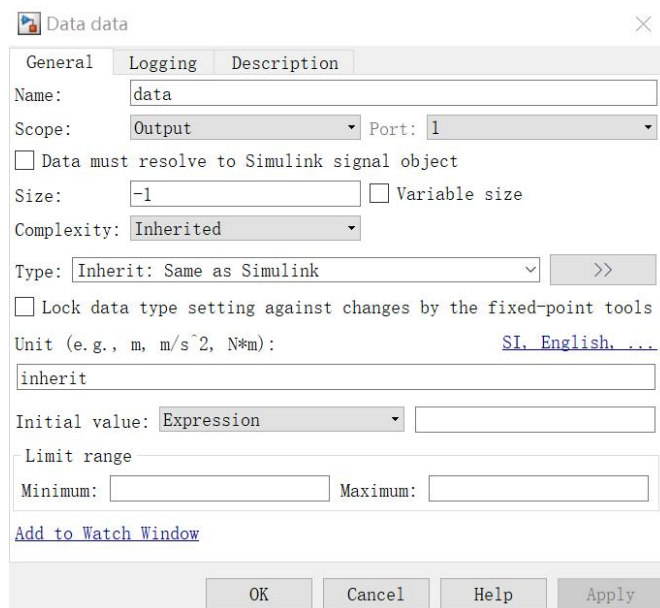 Data data
General Logging Description
Name: data
Scope: Output Port: 1
Data must resolve to Simulink signal object
Size: -1 Variable size
Complexity: Inherited
Type: Inherit: Same as Simulink >>
Lock data type setting against changes by the fixed-point tools
Unit (e.g., m, m/s^2, N*m): SI, English, ...
inherit
Initial value: Expression
Limit range
Minimum: Maximum:
Add to Watch Window
OK Cancel Help Apply